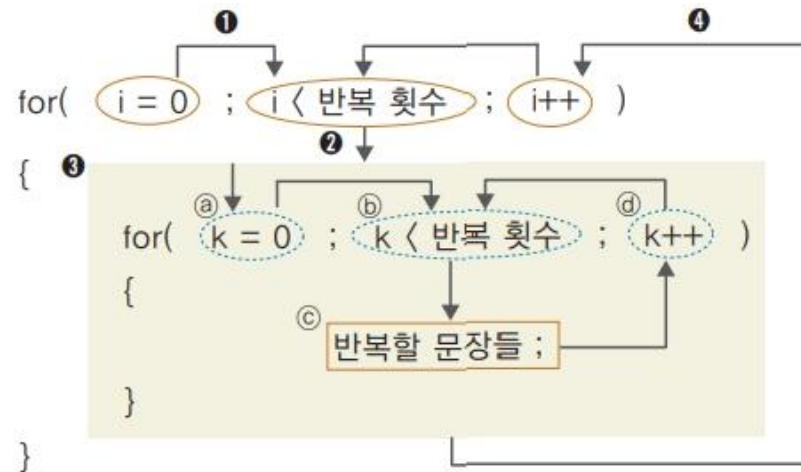 ❶ ❹
for( i = 0 ; i < 반복 횟수 ; i++ )
❷
{ ❸
ⓐ ⓑ ⓓ
for( k = 0 ; k < 반복 횟수 ; k++ )
{
ⓒ
반복할 문장들 ;
}
}